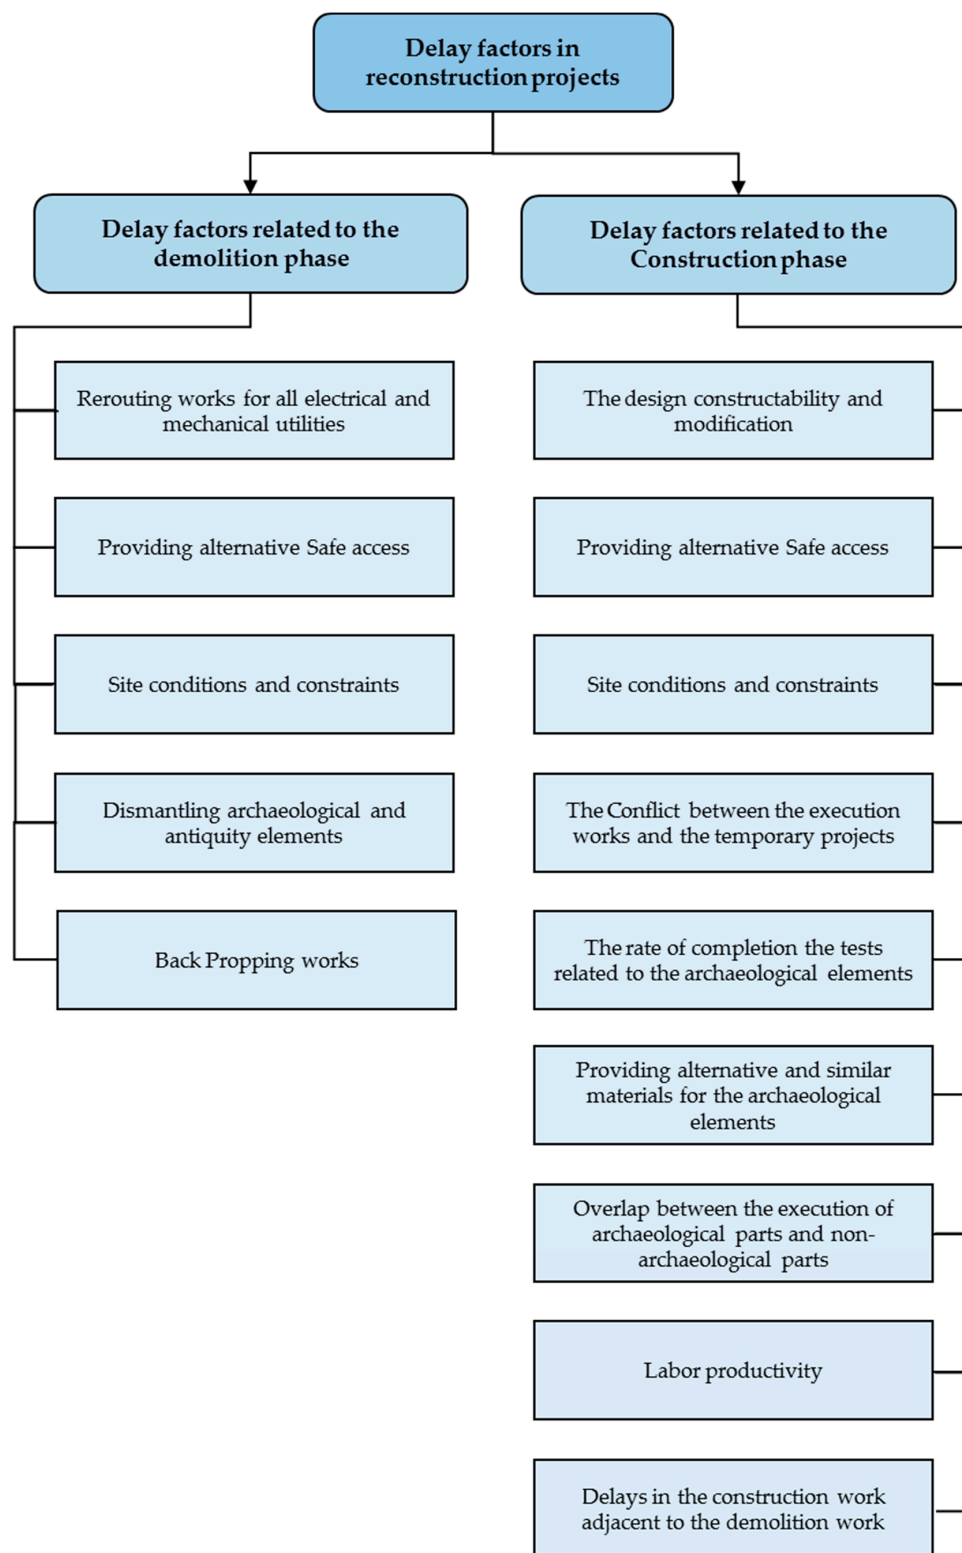 Delay factors in
reconstruction projects
Delay factors related to the
demolition phase
Delay factors related to the
Construction phase
Rerouting works for all electrical and
mechanical utilities
Providing alternative Safe access
Site conditions and constraints
Dismantling archaeological and
antiquity elements
Back Propping works
The design constructability and
modification
Providing alternative Safe access
Site conditions and constraints
The Conflict between the execution
works and the temporary projects
The rate of completion the tests
related to the archaeological elements
Providing alternative and similar
materials for the archaeological
elements
Overlap between the execution of
archaeological parts and non-
archaeological parts
Labor productivity
Delays in the construction work
adjacent to the demolition work